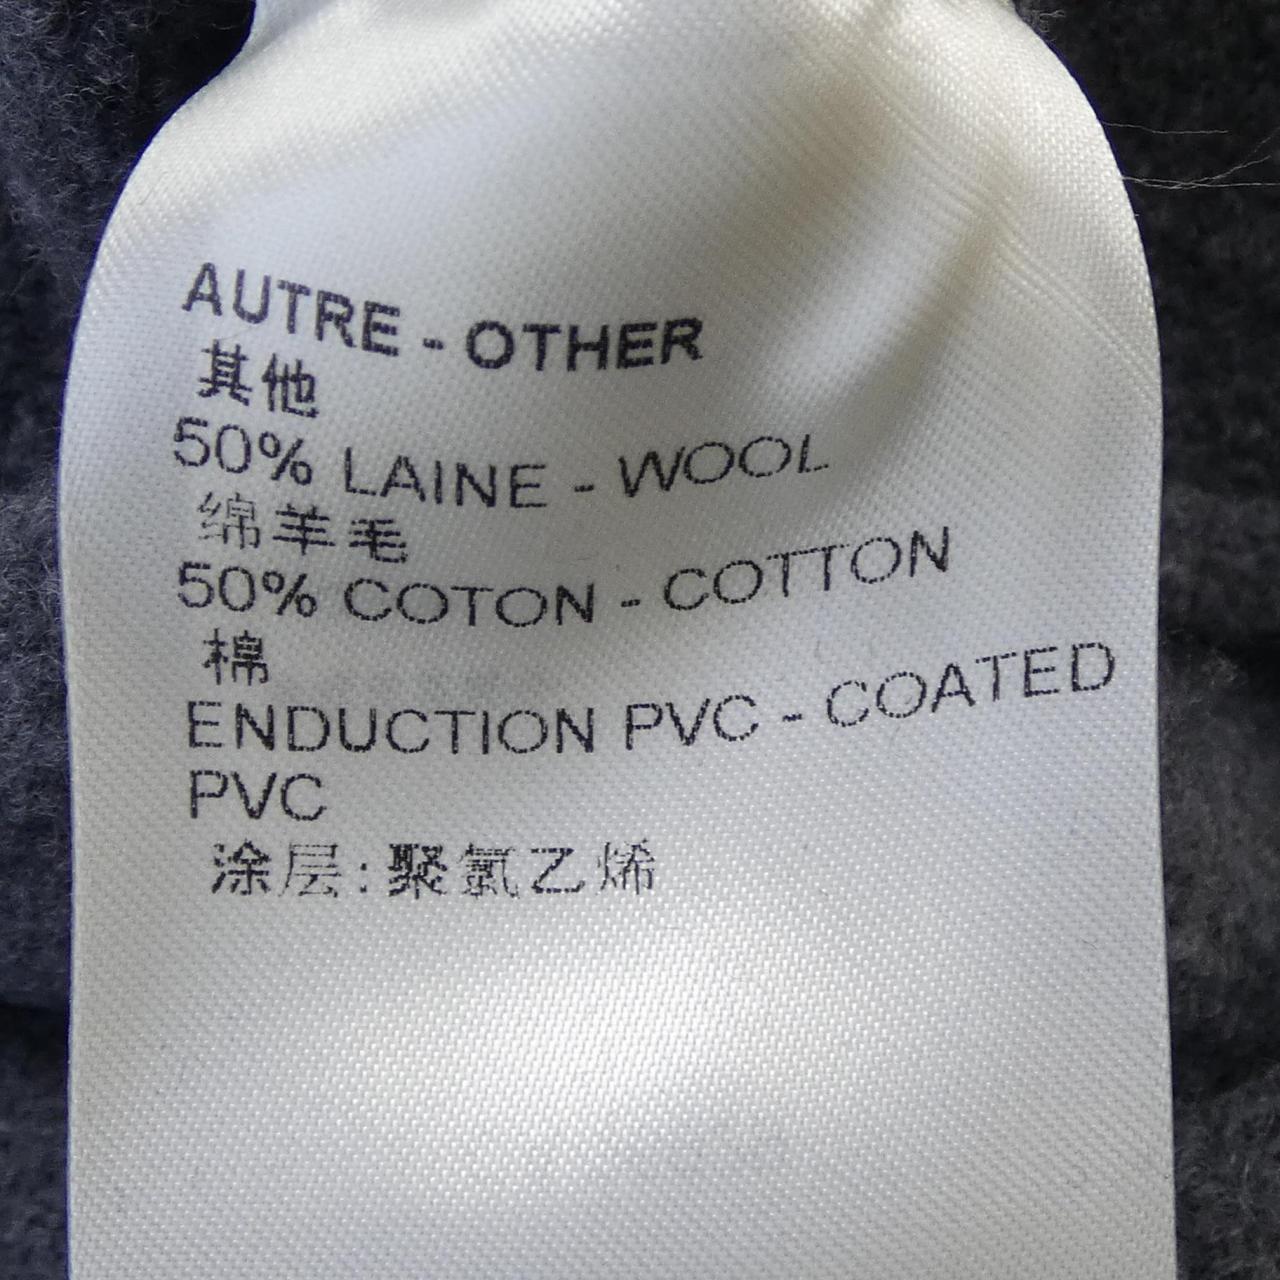 AUTRE - OTHER
其他
50% LAINE - WOOL
绵羊毛
50% COTON - COTTON
棉
ENDUCTION PVC - COATED
PVC
涂层:聚氯乙烯